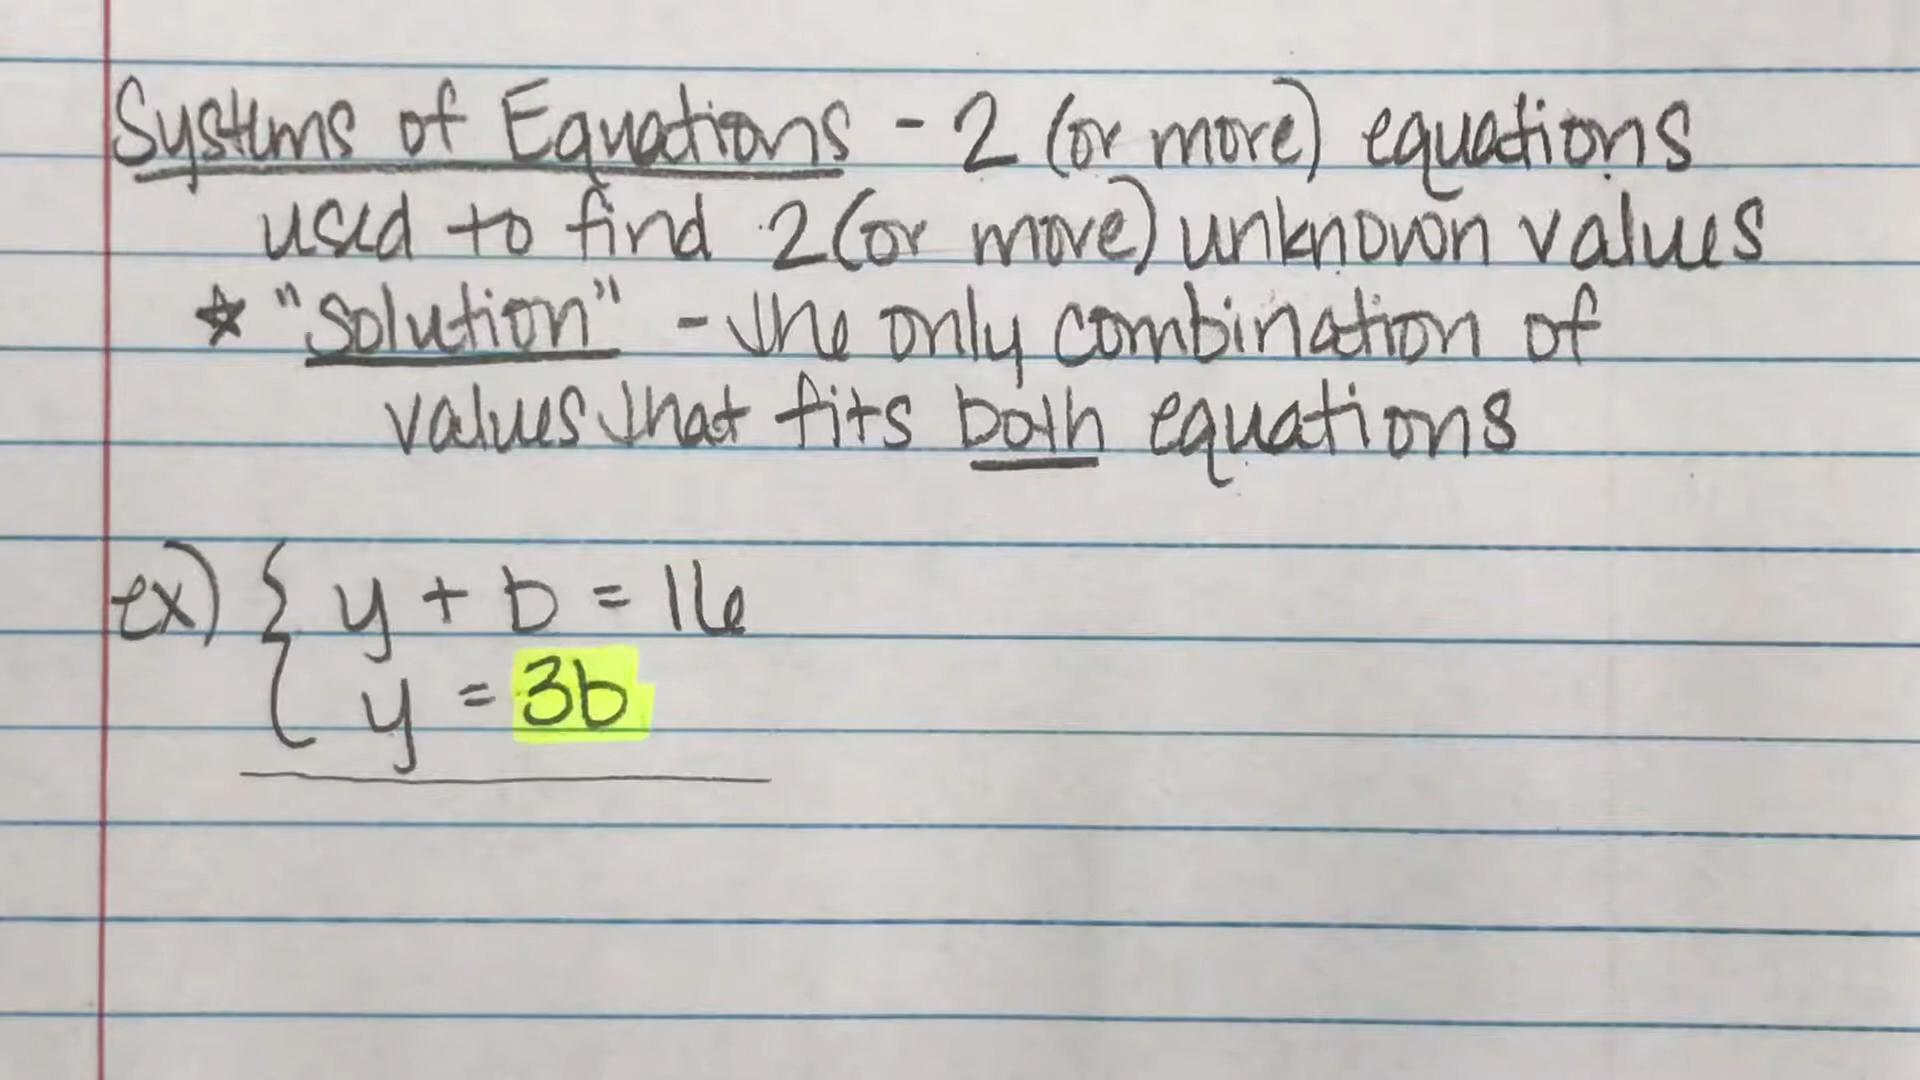 Systems of Equations - 2 (or more) equations
used to find 2 (or more) unknown values
☆ "solution" - the only combination of
values that fits both equations
ex) { y + b = 16
y = 3b